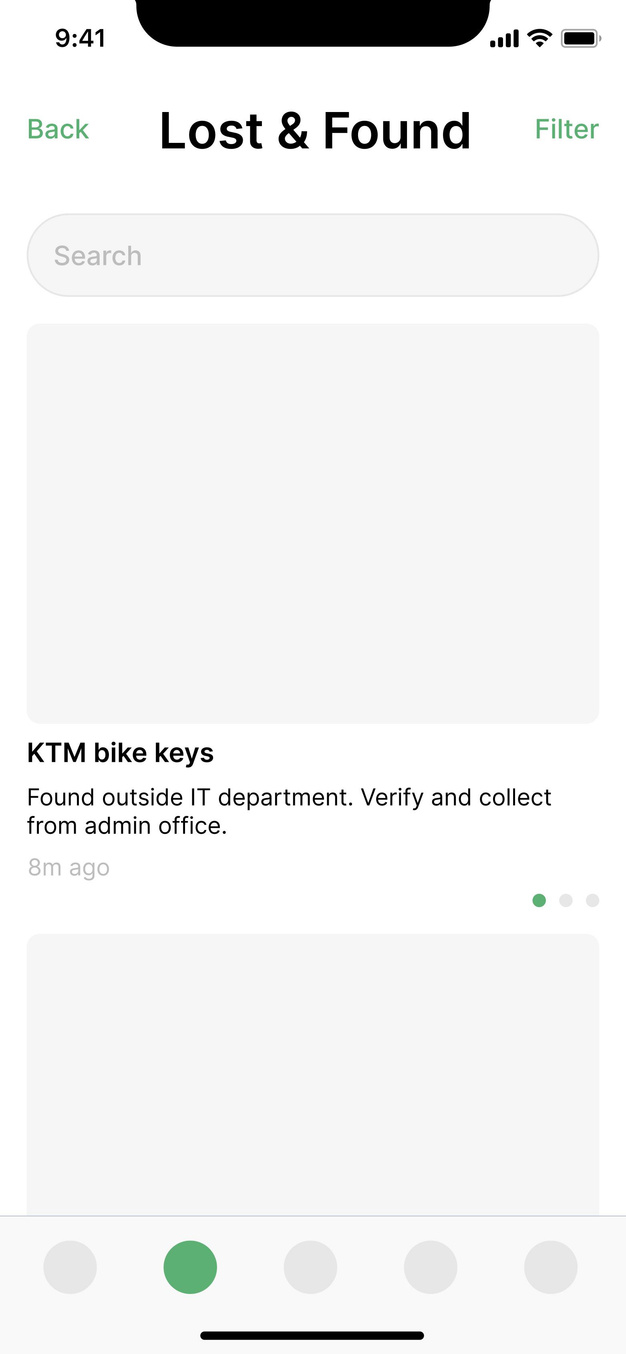 9:41
Back
Lost & Found
Filter
Search
KTM bike keys
Found outside IT department. Verify and collect
from admin office.
8m ago